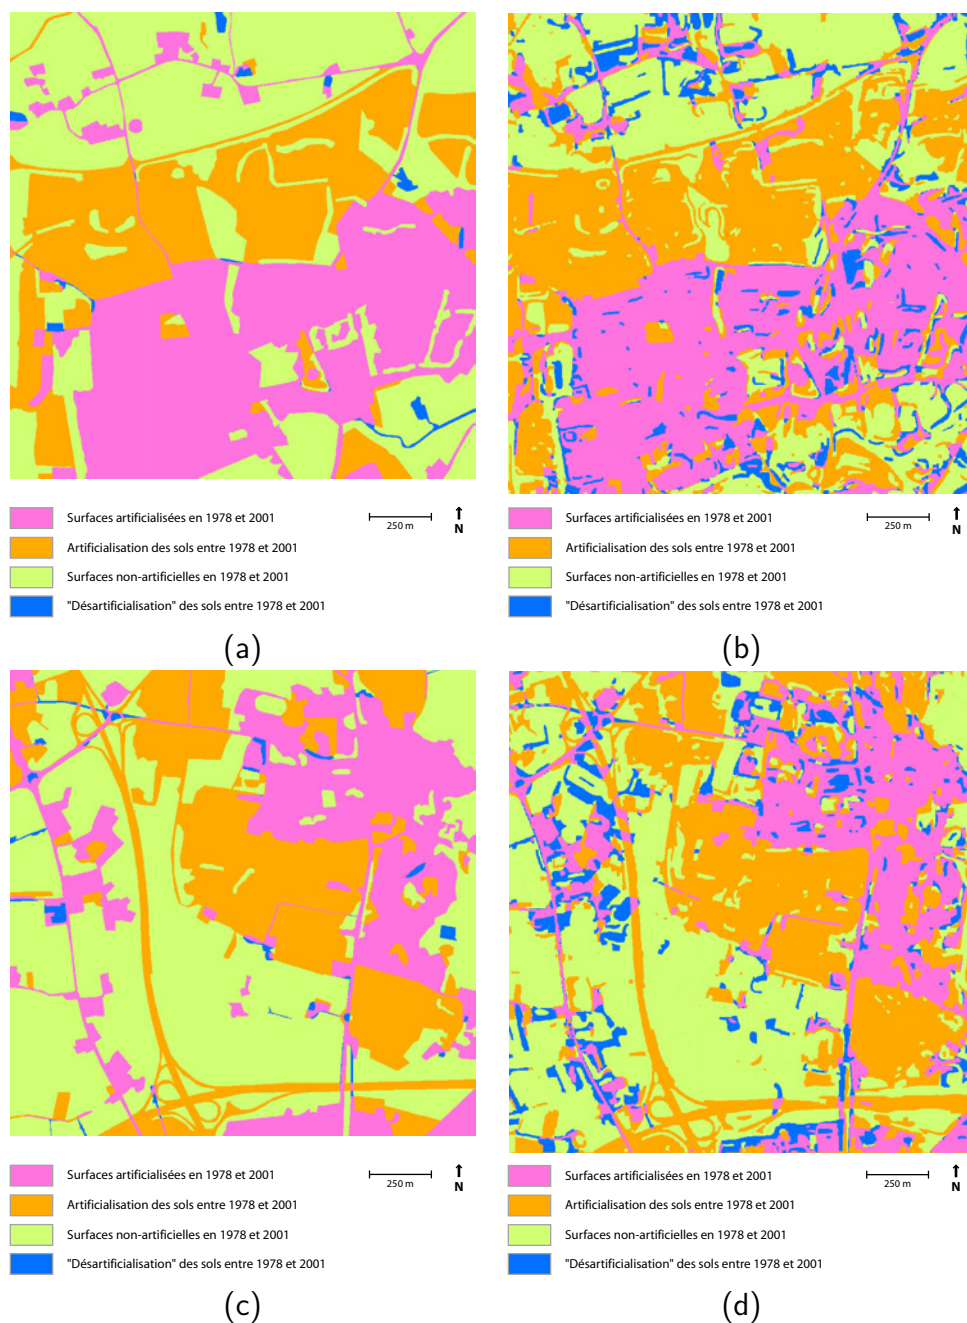 Surfaces artificialisées en 1978 et 2001
Artificialisation des sols entre 1978 et 2001
Surfaces non-artificielles en 1978 et 2001
"Désartificialisation" des sols entre 1978 et 2001
250 m
N
(a)
Surfaces artificialisées en 1978 et 2001
Artificialisation des sols entre 1978 et 2001
Surfaces non-artificielles en 1978 et 2001
"Désartificialisation" des sols entre 1978 et 2001
250 m
N
(b)
Surfaces artificialisées en 1978 et 2001
Artificialisation des sols entre 1978 et 2001
Surfaces non-artificielles en 1978 et 2001
"Désartificialisation" des sols entre 1978 et 2001
250 m
N
(c)
Surfaces artificialisées en 1978 et 2001
Artificialisation des sols entre 1978 et 2001
Surfaces non-artificielles en 1978 et 2001
"Désartificialisation" des sols entre 1978 et 2001
250 m
N
(d)